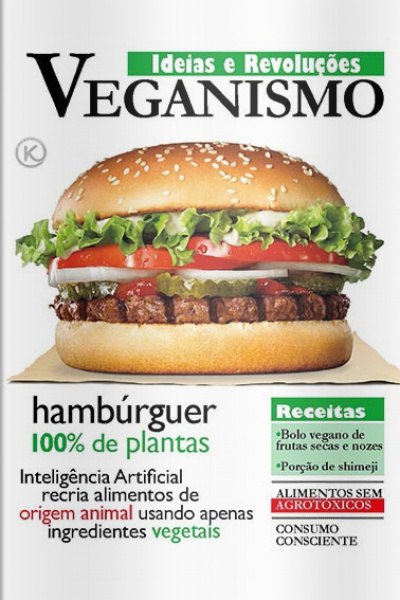 Ideias e Revoluções
VEGANISMO
K
hambúrguer
100% de plantas
Inteligência Artificial
recria alimentos de
origem animal usando apenas
ingredientes vegetais
Receitas
•Bolo vegano de
frutas secas e nozes
•Porção de shimeji
ALIMENTOS SEM
AGROTÓXICOS
CONSUMO
CONSCIENTE